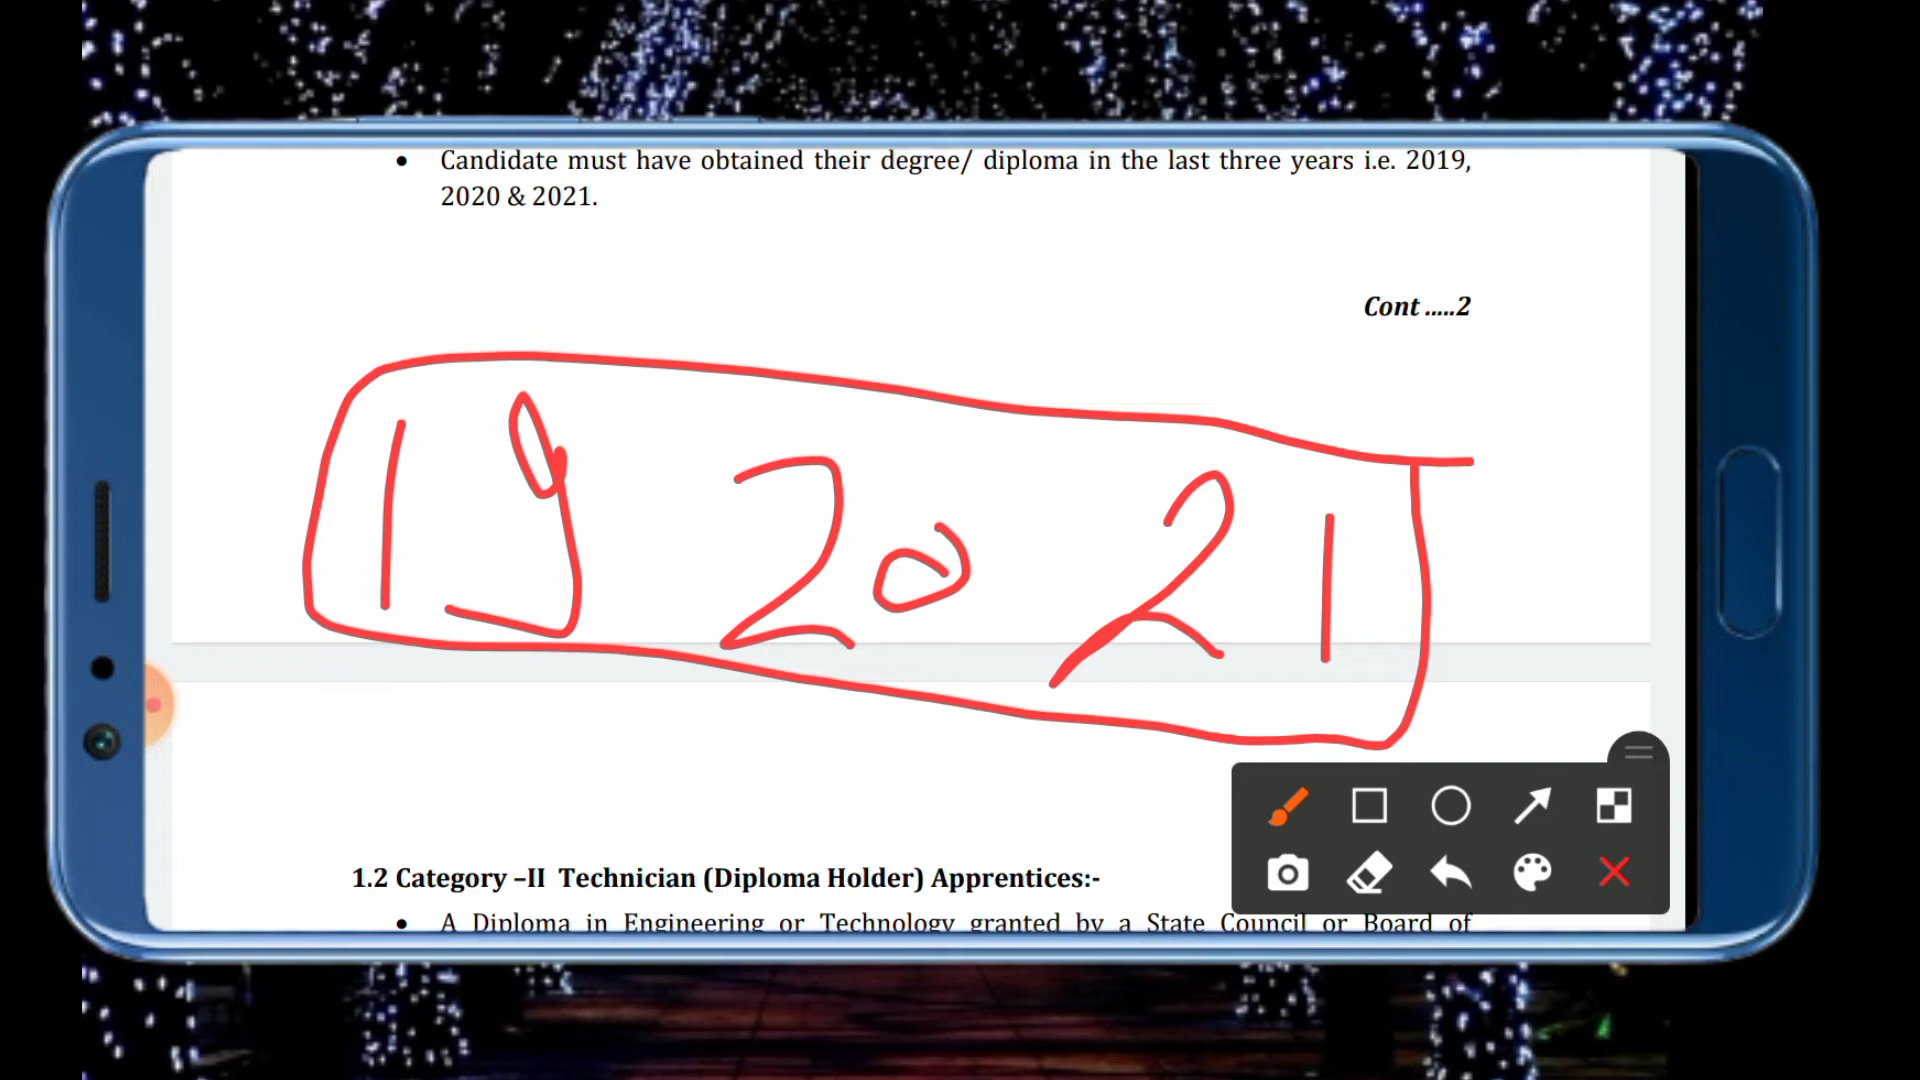 • Candidate must have obtained their degree/ diploma in the last three years i.e. 2019,
2020 & 2021.
Cont .....2
19 20 21
1.2 Category –II Technician (Diploma Holder) Apprentices:-
• A Diploma in Engineering or Technology granted by a State Council or Board of